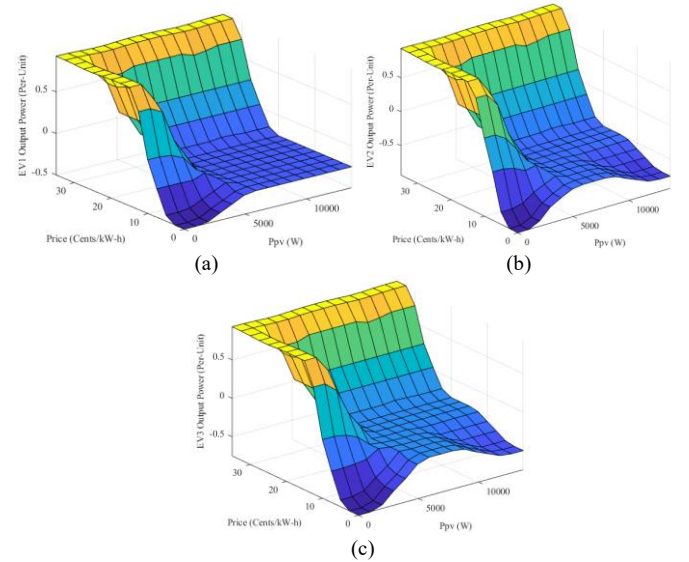 EV1 Output Power (Per-Unit)
0.5
0
-0.5
30
20
10
0
Price (Cents/kW-h)
0
5000
10000
Ppv (W)
(a)
EV2 Output Power (Per-Unit)
0.5
0
-0.5
30
20
10
0
Price (Cents/kW-h)
0
5000
10000
Ppv (W)
(b)
EV3 Output Power (Per-Unit)
0.5
0
-0.5
30
20
10
0
Price (Cents/kW-h)
0
5000
10000
Ppv (W)
(c)